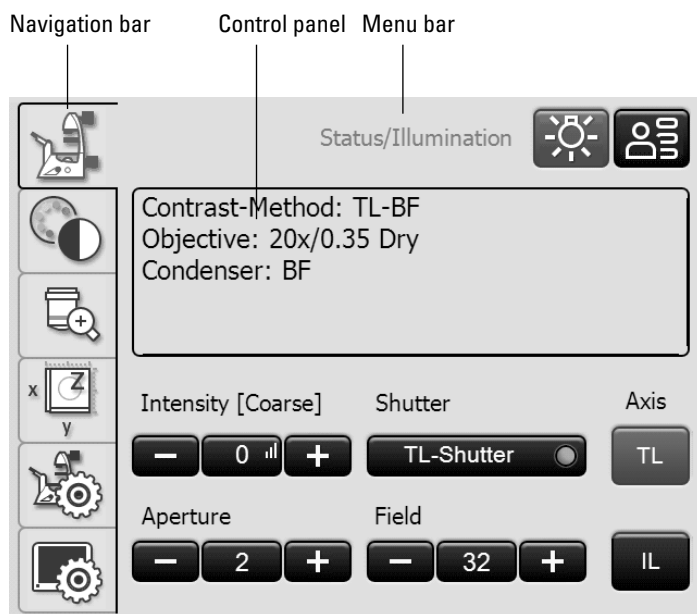 Navigation bar Control panel Menu bar
Status/Illumination
Contrast-Method: TL-BF
Objective: 20x/0.35 Dry
Condenser: BF
x Z
y
Intensity [Coarse] Shutter Axis
− 0 + TL-Shutter TL
Aperture Field
− 2 + − 32 + IL